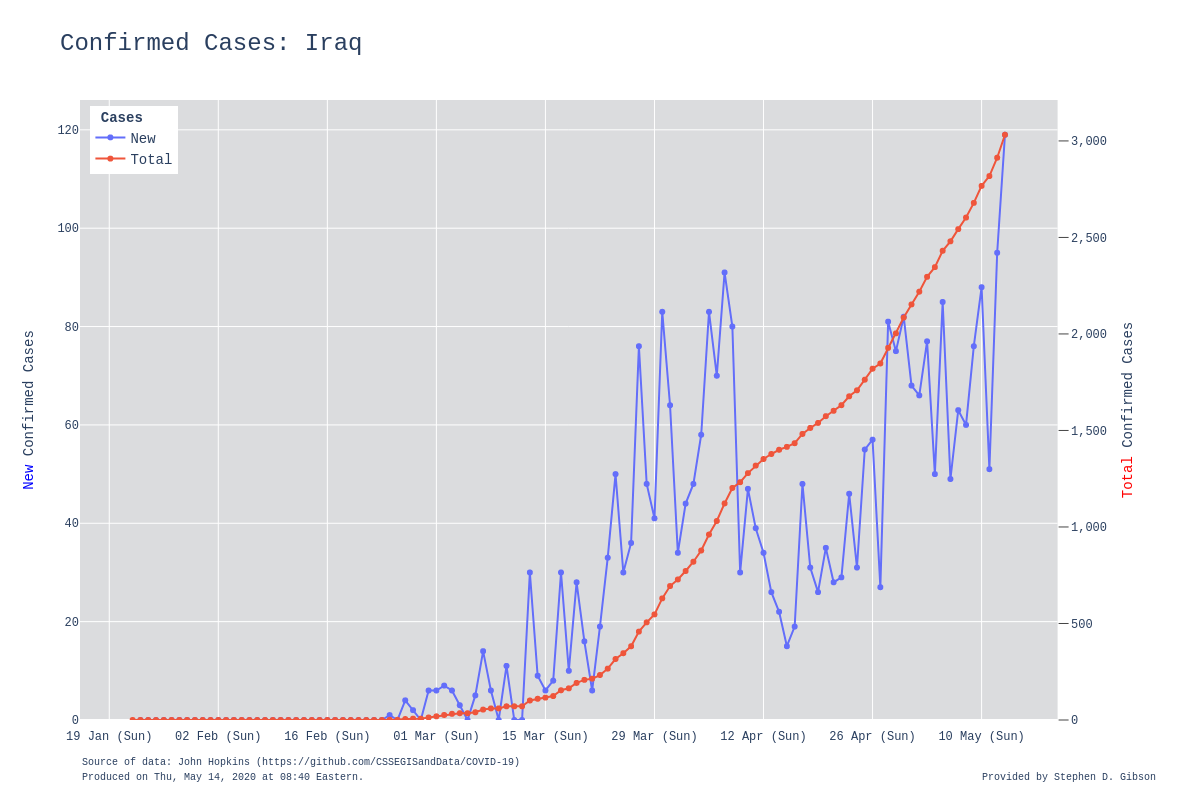 Confirmed Cases: Iraq
Cases
New
Total
120
100
80
60
40
20
0
New Confirmed Cases
3,000
2,500
2,000
1,500
1,000
500
0
Total Confirmed Cases
19 Jan (Sun) 02 Feb (Sun) 16 Feb (Sun) 01 Mar (Sun) 15 Mar (Sun) 29 Mar (Sun) 12 Apr (Sun) 26 Apr (Sun) 10 May (Sun)
Source of data: John Hopkins (https://github.com/CSSEGISandData/COVID-19)
Produced on Thu, May 14, 2020 at 08:40 Eastern.
Provided by Stephen D. Gibson